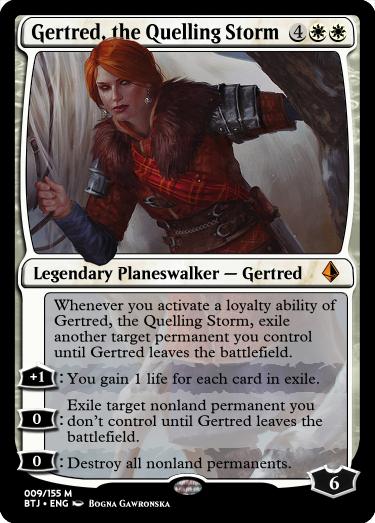 Gertred, the Quelling Storm 4
Legendary Planeswalker — Gertred
Whenever you activate a loyalty ability of
Gertred, the Quelling Storm, exile
another target permanent you control
until Gertred leaves the battlefield.
+1: You gain 1 life for each card in exile.
Exile target nonland permanent you
0: don't control until Gertred leaves the
battlefield.
0: Destroy all nonland permanents.
6
009/155 M
BTJ • ENG Bogna Gawronska